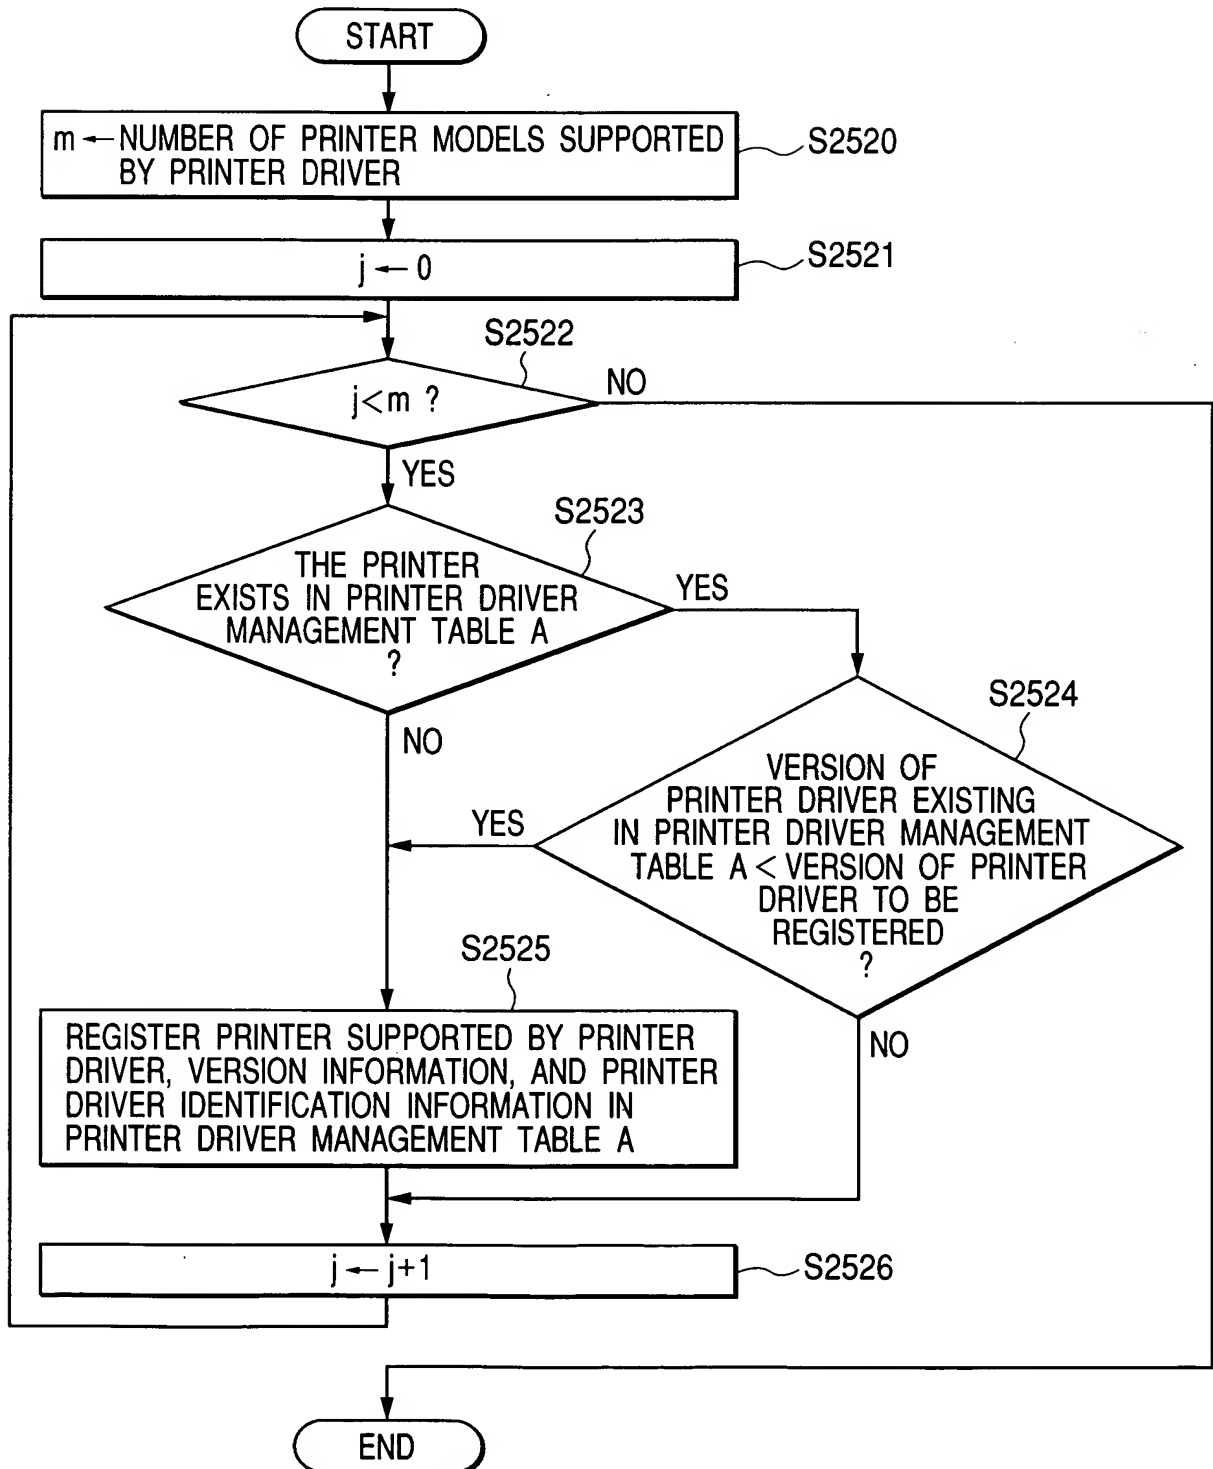 START
m ← NUMBER OF PRINTER MODELS SUPPORTED
BY PRINTER DRIVER
S2520
j ← 0
S2521
S2522
j < m ?
NO
YES
S2523
THE PRINTER
EXISTS IN PRINTER DRIVER
MANAGEMENT TABLE A
?
YES
NO
S2524
VERSION OF
PRINTER DRIVER EXISTING
IN PRINTER DRIVER MANAGEMENT
TABLE A < VERSION OF PRINTER
DRIVER TO BE
REGISTERED
?
YES
NO
S2525
REGISTER PRINTER SUPPORTED BY PRINTER
DRIVER, VERSION INFORMATION, AND PRINTER
DRIVER IDENTIFICATION INFORMATION IN
PRINTER DRIVER MANAGEMENT TABLE A
j ← j+1
S2526
END